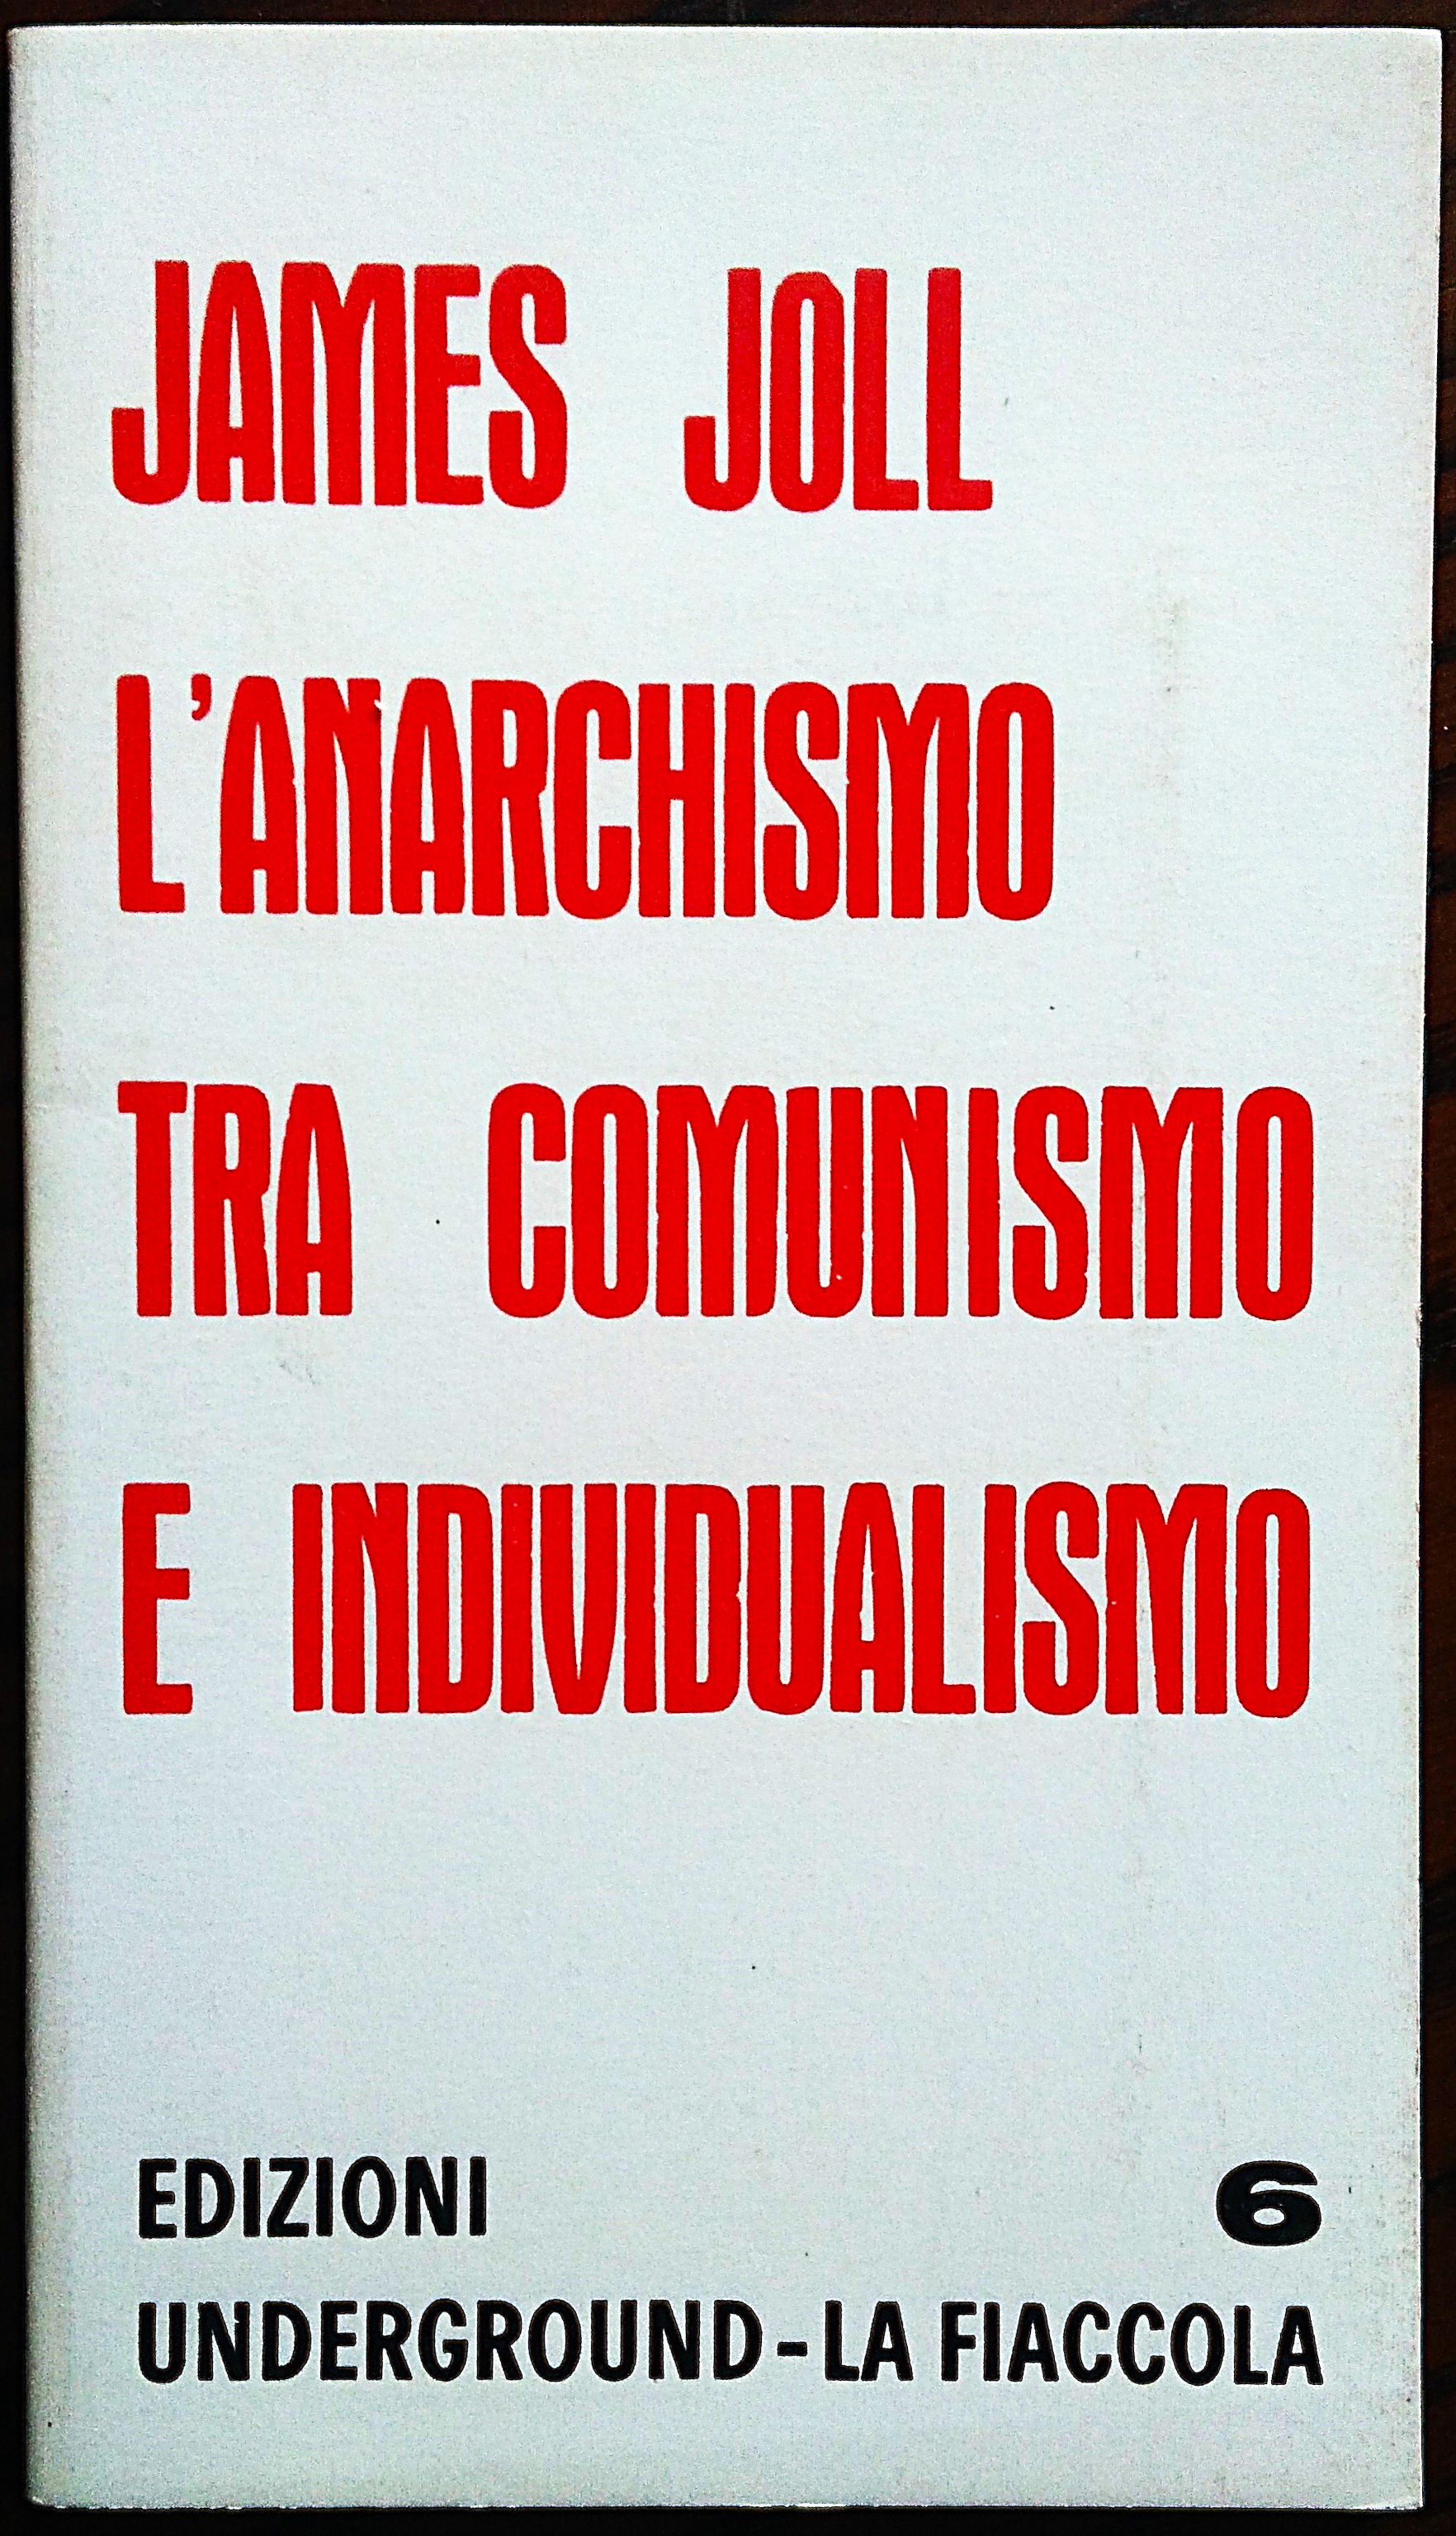 JAMES JOLL
L'ANARCHISMO
TRA COMUNISMO
E INDIVIDUALISMO
EDIZIONI 6
UNDERGROUND-LA FIACCOLA